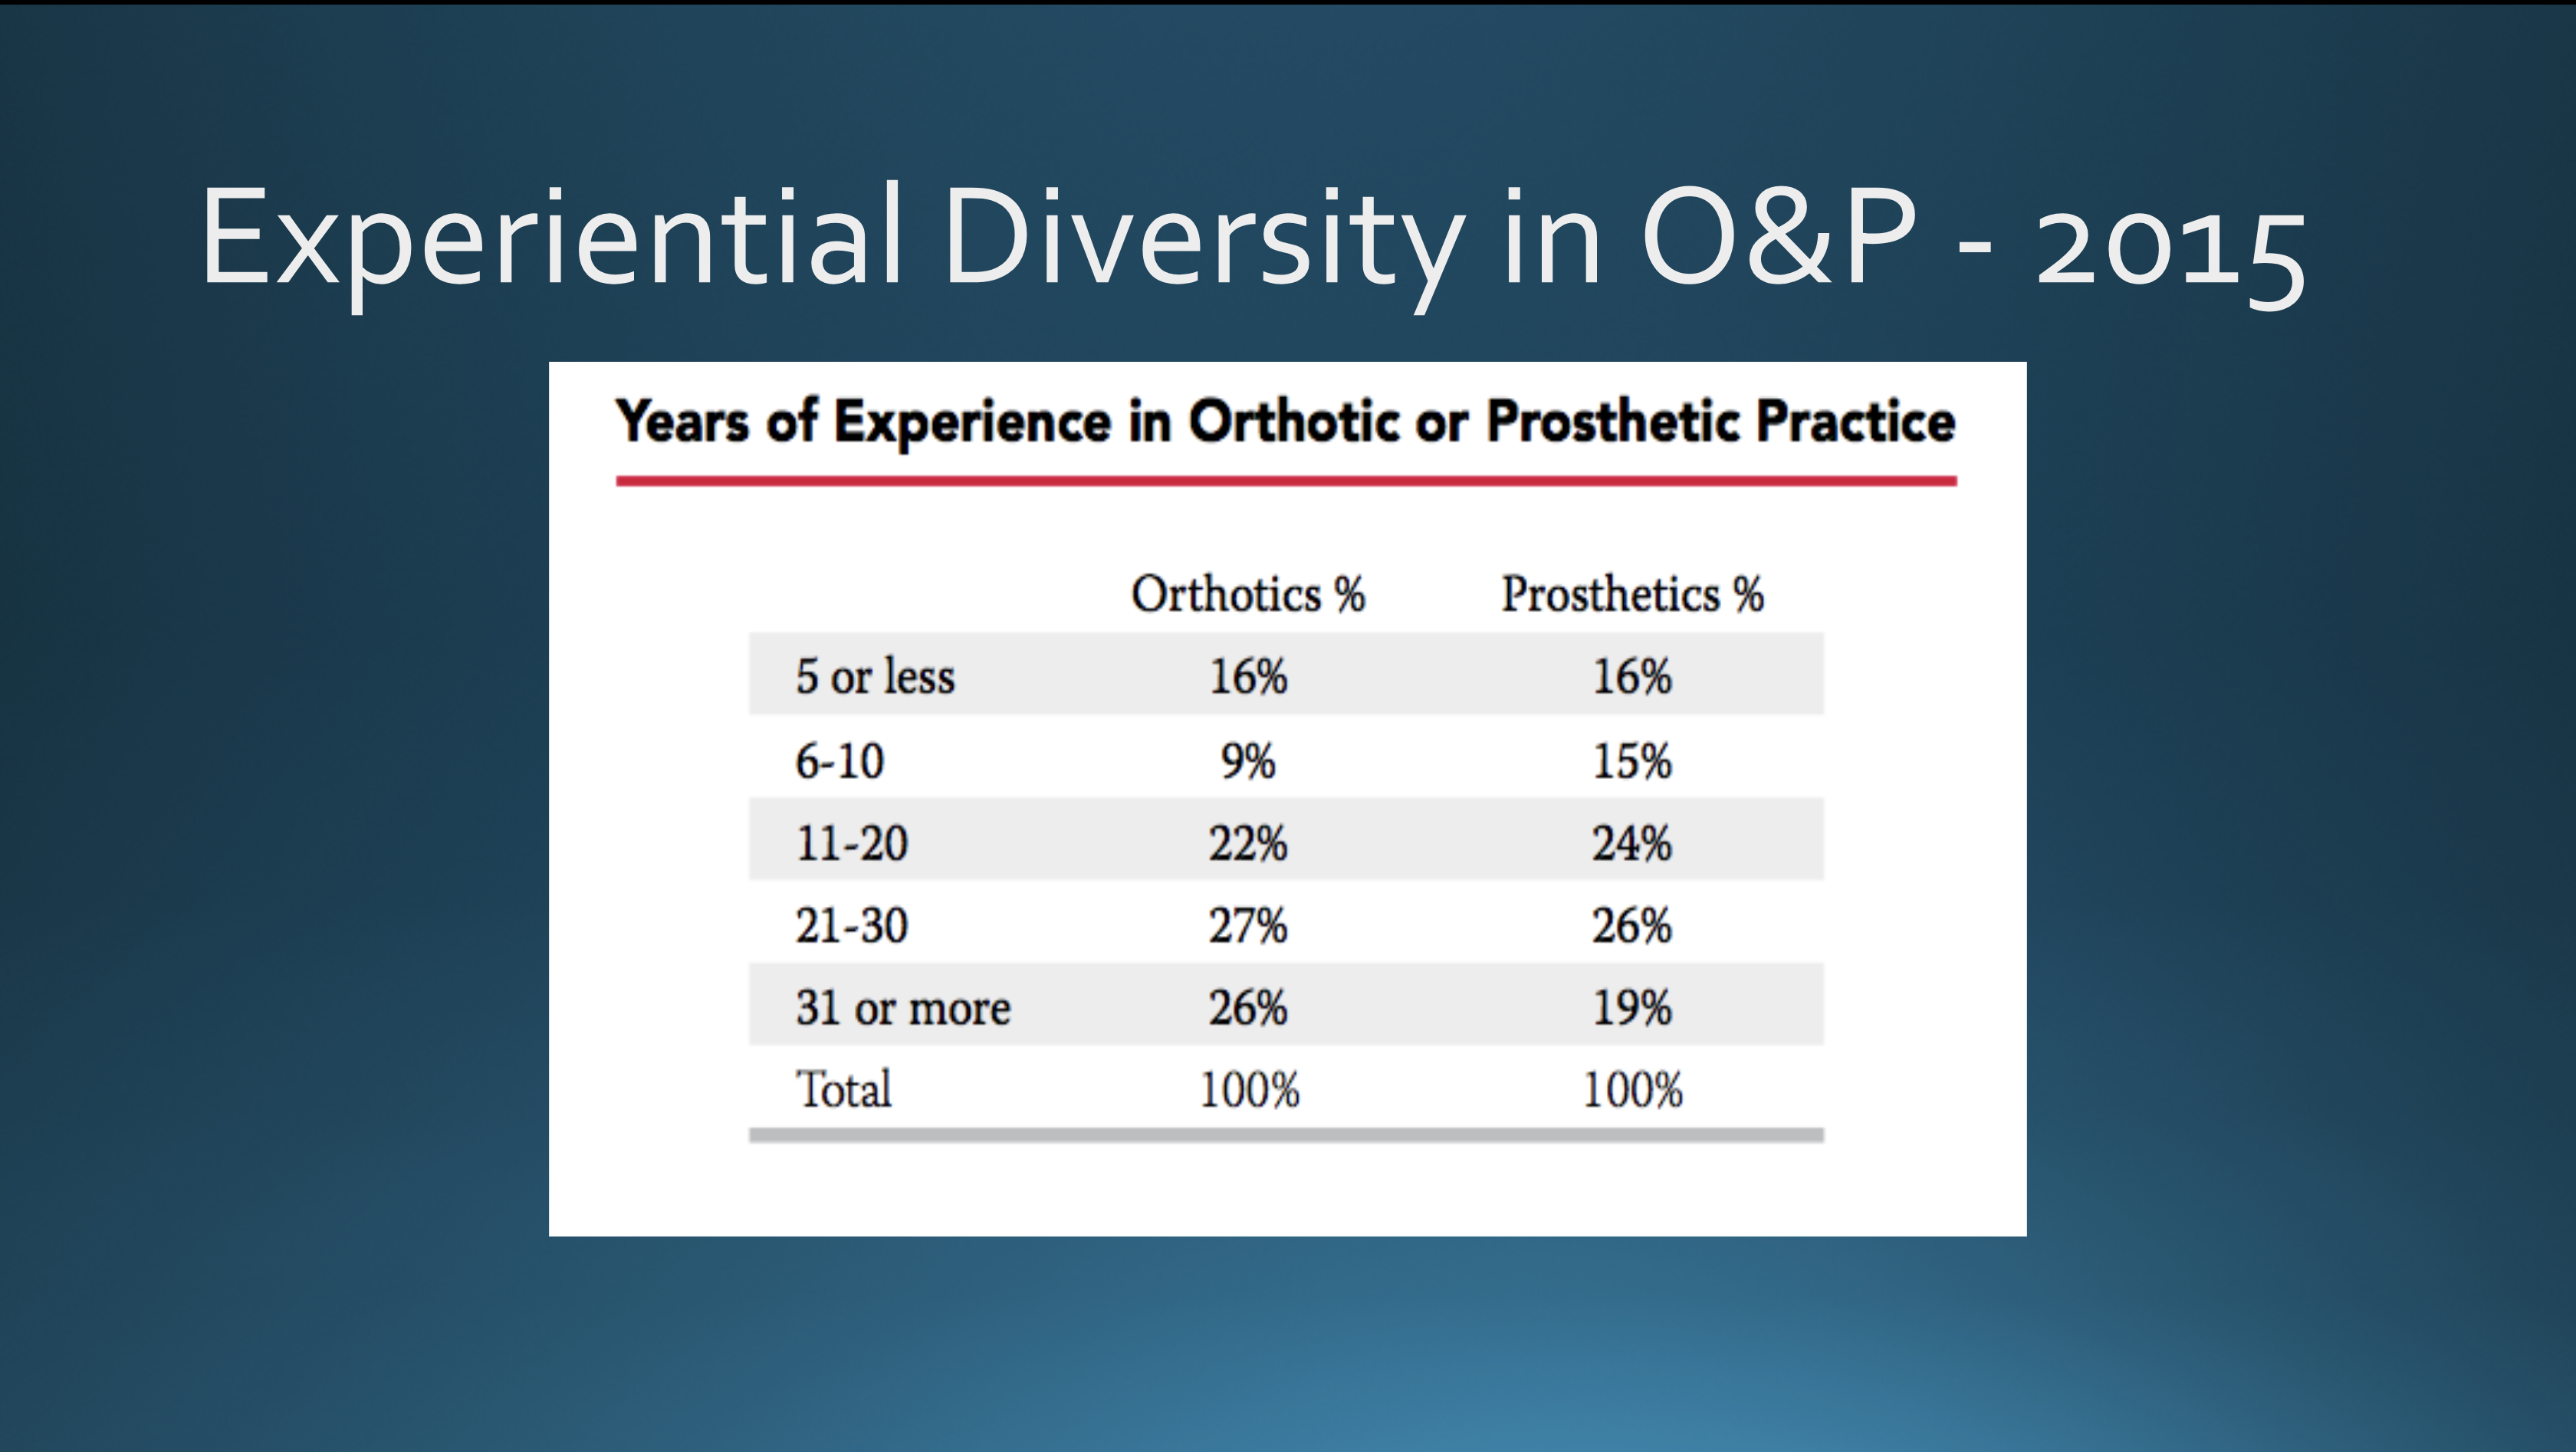 Experiential Diversity in O&P - 2015
Years of Experience in Orthotic or Prosthetic Practice
Orthotics % Prosthetics %
5 or less 16% 16%
6-10 9% 15%
11-20 22% 24%
21-30 27% 26%
31 or more 26% 19%
Total 100% 100%